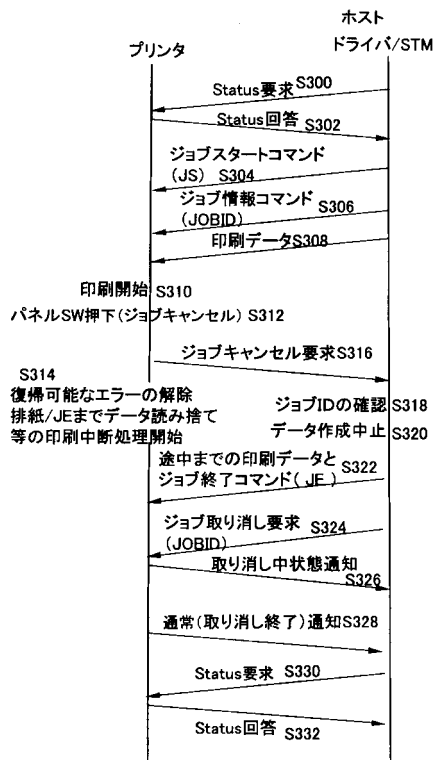 ホスト
プリンタ
ドライバ/STM
Status要求S300
Status回答 S302
ジョブスタートコマンド
(JS) S304
ジョブ情報コマンド
(JOBID) S306
印刷データS308
印刷開始 S310
パネルSW押下(ジョブキャンセル) S312
ジョブキャンセル要求S316
S314
復帰可能なエラーの解除
排紙/JEまでデータ読み捨て
等の印刷中断処理開始
ジョブIDの確認 S318
データ作成中止 S320
途中までの印刷データと
ジョブ終了コマンド( JE ) S322
ジョブ取り消し要求
(JOBID) S324
取り消し中状態通知
S326
通常(取り消し終了)通知S328
Status要求 S330
Status回答 S332